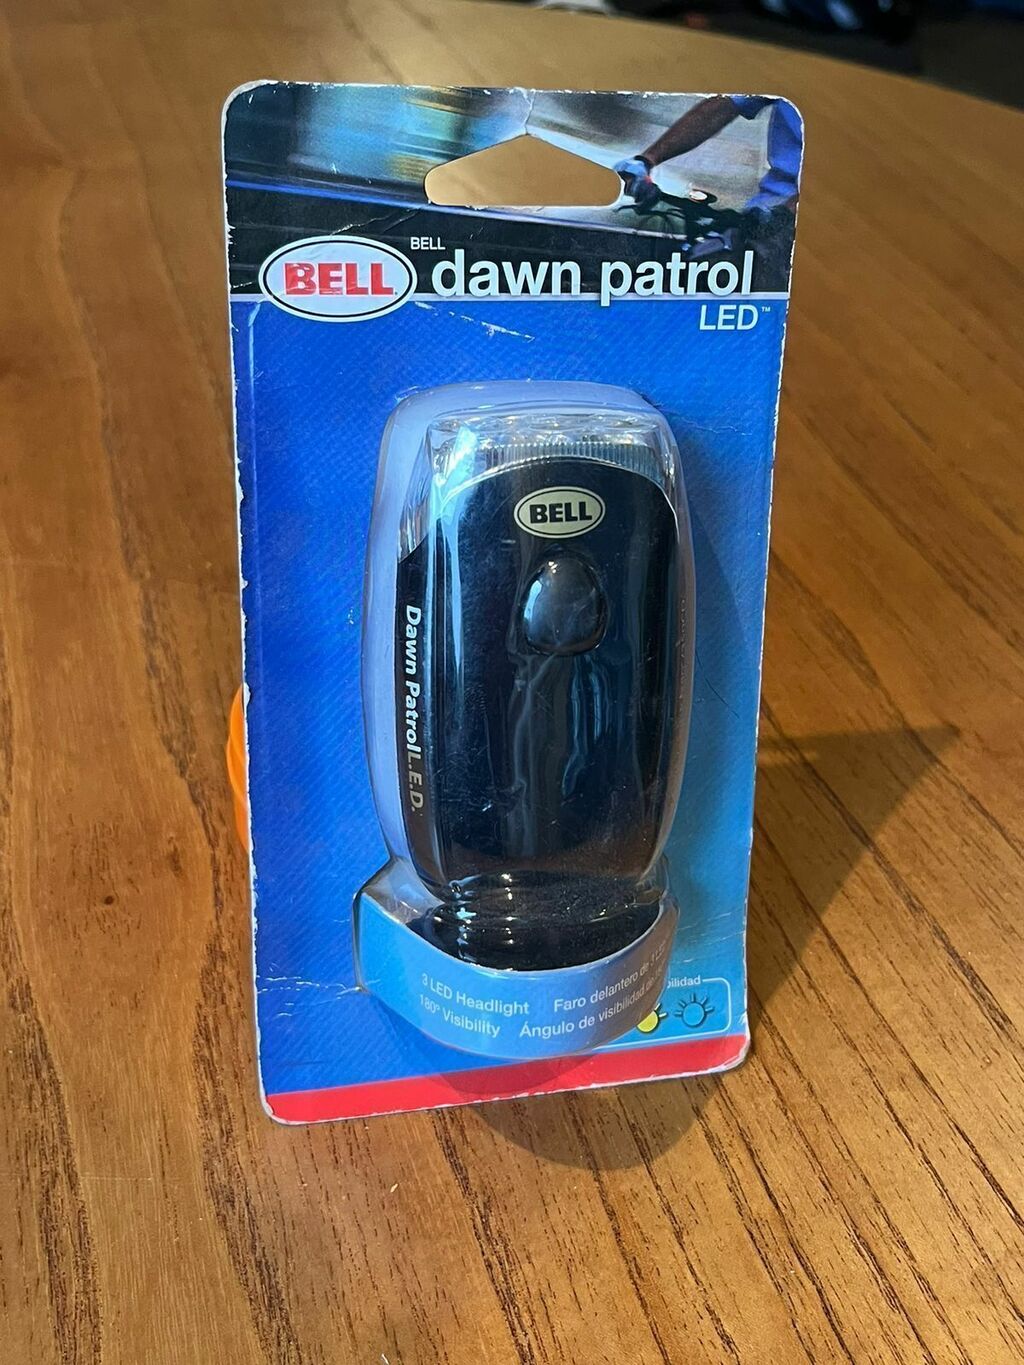 BELL
BELL
dawn patrol
LED™
BELL
Dawn Patrol L.E.D.
3 LED Headlight
180° Visibility
Faro delantero de
Ángulo de visibilidad de